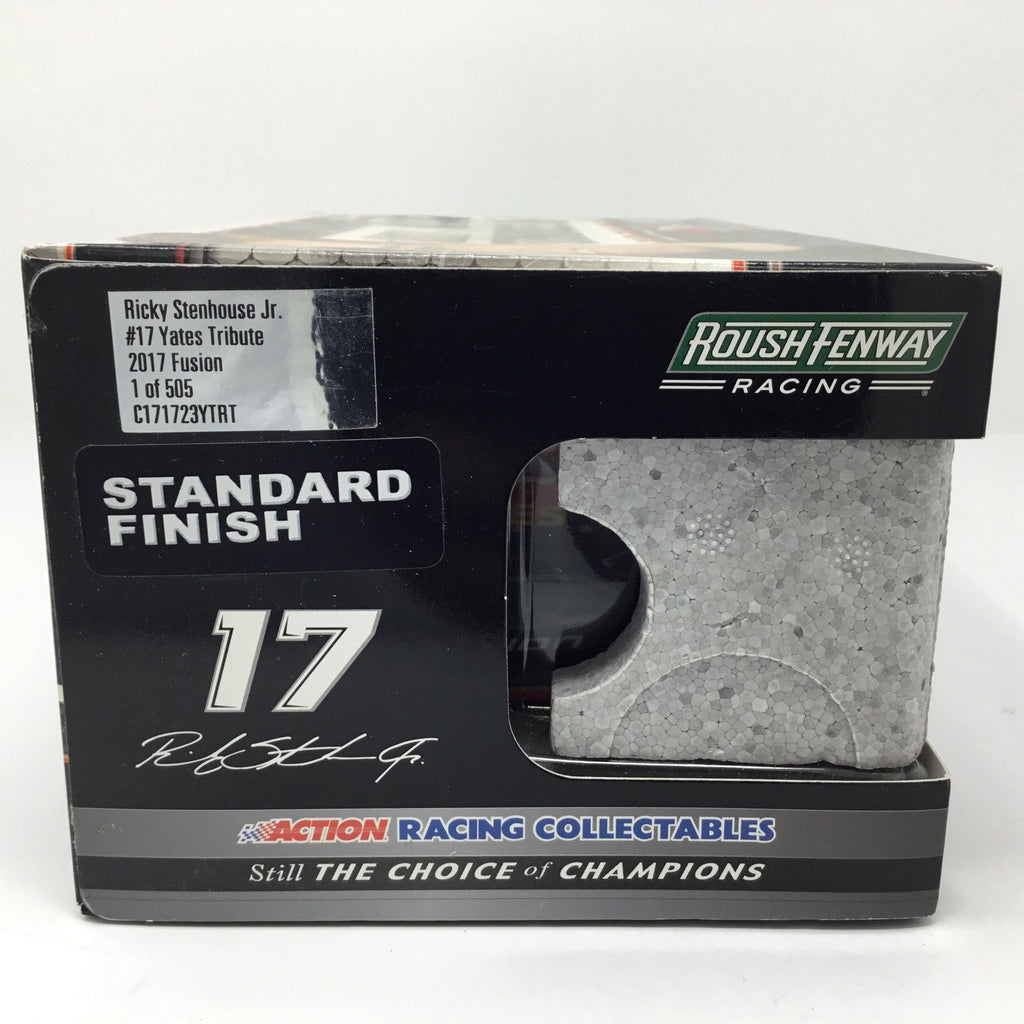 Ricky Stenhouse Jr.
#17 Yates Tribute
2017 Fusion
1 of 505
C171723YTRT
ROUSH FENWAY
RACING
STANDARD
FINISH
17
ACTION RACING COLLECTABLES
Still THE CHOICE of CHAMPIONS